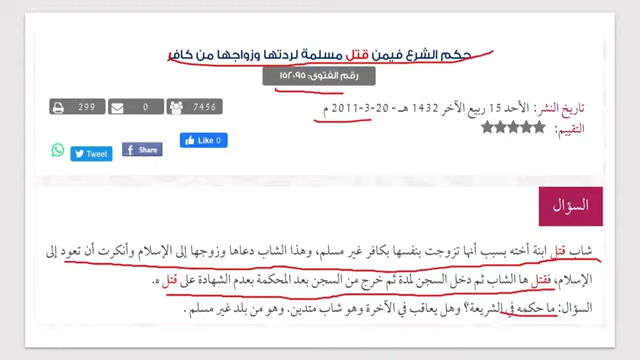 حكم الشرع فيمن قتل مسلمة لردتها وزواجها من كافر
رقم الفتوى: ١٥٢٠٩٥
تاريخ النشر: الأحد 15 ربيع الآخر 1432 هـ - 20-3-2011 م
7456 0 299
التقييم:
Like 0
Share Tweet
السؤال
شاب قتل ابنة أخته بسبب أنها تزوجت بنفسها بكافر غير مسلم، وهذا الشاب دعاها وزوجها إلى الإسلام وأنكرت أن تعود إلى
الإسلام، فقتل ها الشاب ثم دخل السجن لمدة ثم خرج من السجن بعد المحكمة بعدم الشهادة على قتل ه.
السؤال: ما حكمه في الشريعة؟ وهل يعاقب في الآخرة وهو شاب متدين. وهو من بلد غير مسلم .